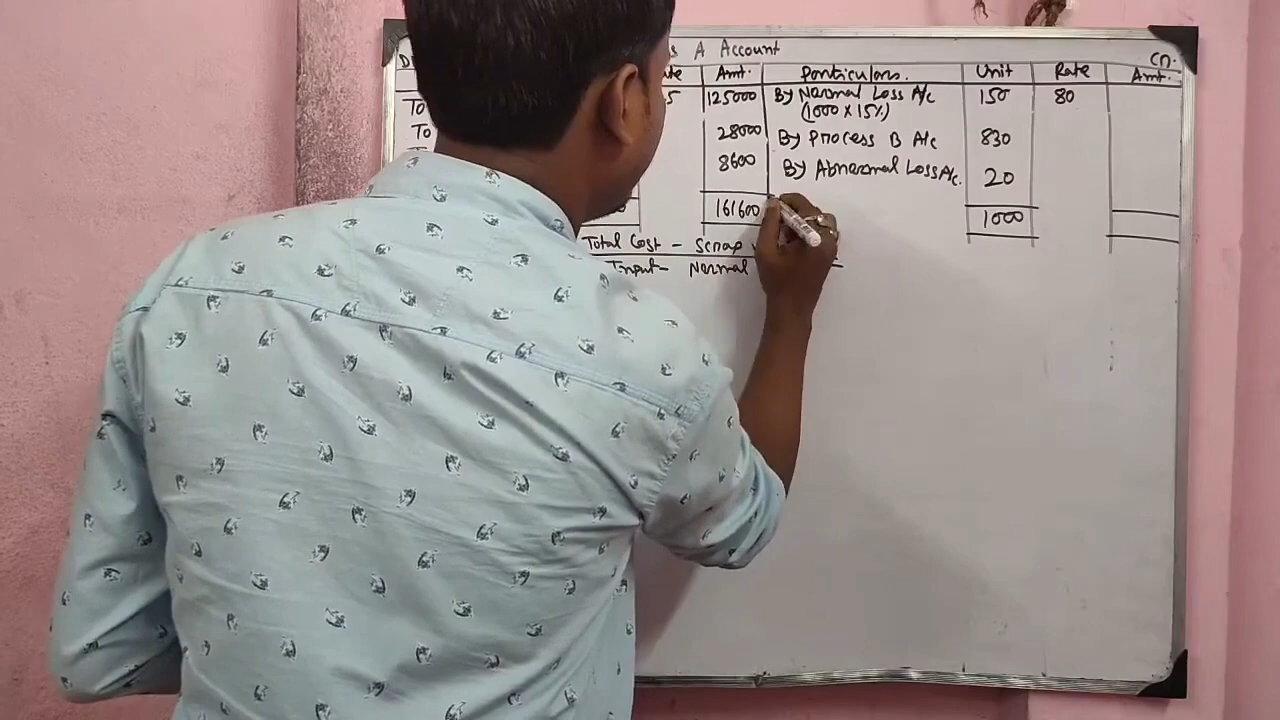 A Account
Cr.
Amt. Particulars. Unit Rate Amt.
To 125000 By Normal Loss A/c 150 80
(1000 x 15%)
To 28000 By Process B A/c 830
8600 By Abnormal Loss A/c. 20
161600 1000
Total Cost - Scrap
Input - Normal